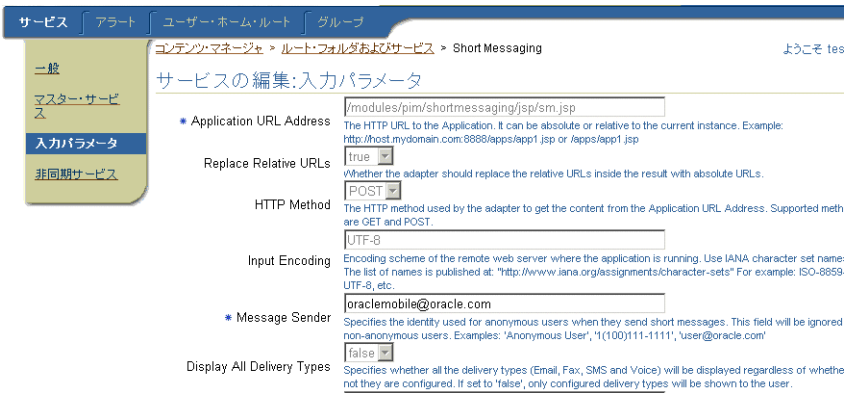 サービス アラート ユーザー・ホーム・ルート グループ
コンテンツ・マネージャ > ルート・フォルダおよびサービス > Short Messaging ようこそ tes
一般
マスター・サービ
ス
入力パラメータ
非同期サービス
サービスの編集:入力パラメータ
* Application URL Address /modules/pim/shortmessaging/jsp/sm.jsp
The HTTP URL to the Application. It can be absolute or relative to the current instance. Example:
http://host.mydomain.com:8888/apps/app1.jsp or /apps/app1.jsp
Replace Relative URLs true
Whether the adapter should replace the relative URLs inside the result with absolute URLs.
HTTP Method POST
The HTTP method used by the adapter to get the content from the Application URL Address. Supported meth
are GET and POST.
Input Encoding UTF-8
Encoding scheme of the remote web server where the application is running. Use IANA character set name
The list of names is published at: "http://www.iana.org/assignments/character-sets" For example: ISO-8859-
UTF-8, etc.
* Message Sender oraclemobile@oracle.com
Specifies the identity used for anonymous users when they send short messages. This field will be ignored
non-anonymous users. Examples: 'Anonymous User', '1(100)111-1111', 'user@oracle.com'
Display All Delivery Types false
Specifies whether all the delivery types (Email, Fax, SMS and Voice) will be displayed regardless of whethe
not they are configured. If set to 'false', only configured delivery types will be shown to the user.